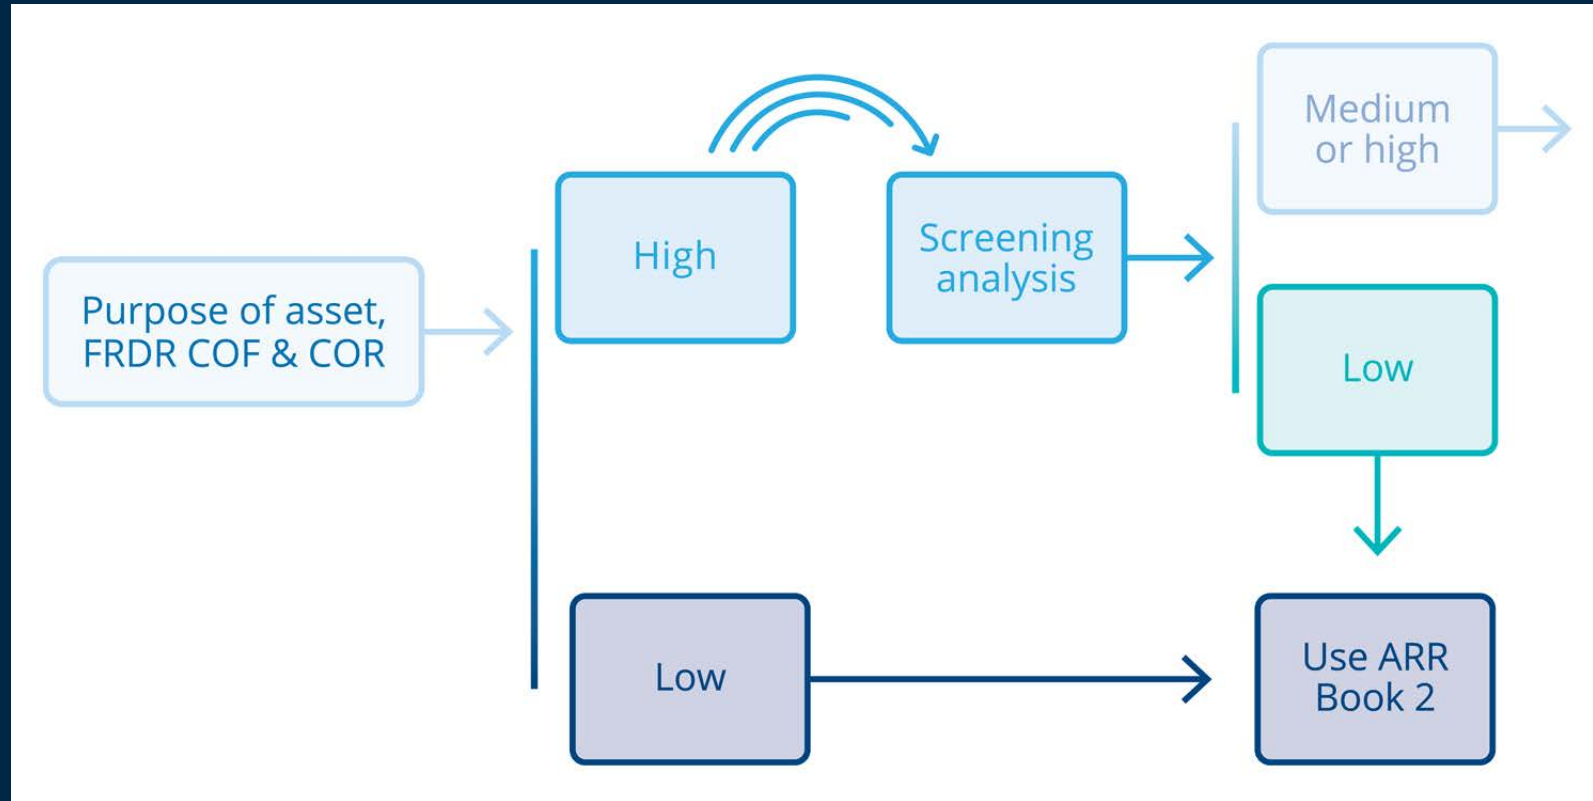 Purpose of asset,
FRDR COF & COR
High
Screening
analysis
Medium
or high
Low
Low
Use ARR
Book 2